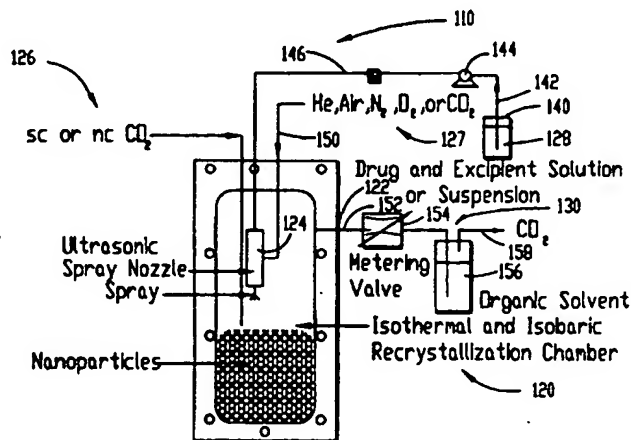 110
126
146
144
142
140
128
He, Air, N2, O2, or CO2
127
sc or nc CO2
150
Drug and Excipient Solution
or Suspension
122
152
154
130
CO2
158
124
Ultrasonic
Spray Nozzle
Spray
Metering
Valve
156
Organic Solvent
Isothermal and Isobaric
Recrystallization Chamber
Nanoparticles
120